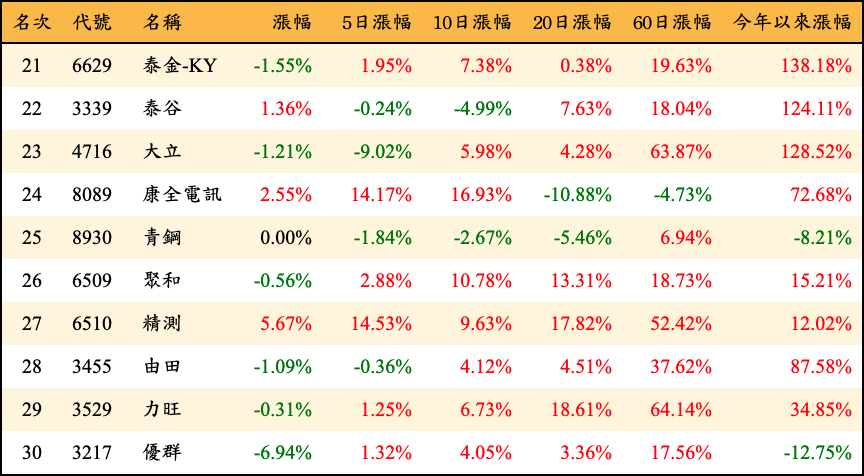 名次 代號 名稱 漲幅 5日漲幅 10日漲幅 20日漲幅 60日漲幅 今年以來漲幅
21 6629 泰金-KY -1.55% 1.95% 7.38% 0.38% 19.63% 138.18%
22 3339 泰谷 1.36% -0.24% -4.99% 7.63% 18.04% 124.11%
23 4716 大立 -1.21% -9.02% 5.98% 4.28% 63.87% 128.52%
24 8089 康全電訊 2.55% 14.17% 16.93% -10.88% -4.73% 72.68%
25 8930 青鋼 0.00% -1.84% -2.67% -5.46% 6.94% -8.21%
26 6509 聚和 -0.56% 2.88% 10.78% 13.31% 18.73% 15.21%
27 6510 精測 5.67% 14.53% 9.63% 17.82% 52.42% 12.02%
28 3455 由田 -1.09% -0.36% 4.12% 4.51% 37.62% 87.58%
29 3529 力旺 -0.31% 1.25% 6.73% 18.61% 64.14% 34.85%
30 3217 優群 -6.94% 1.32% 4.05% 3.36% 17.56% -12.75%